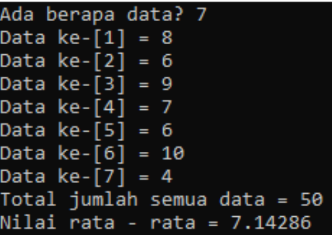 Ada berapa data? 7
Data ke-[1] = 8
Data ke-[2] = 6
Data ke-[3] = 9
Data ke-[4] = 7
Data ke-[5] = 6
Data ke-[6] = 10
Data ke-[7] = 4
Total jumlah semua data = 50
Nilai rata - rata = 7.14286